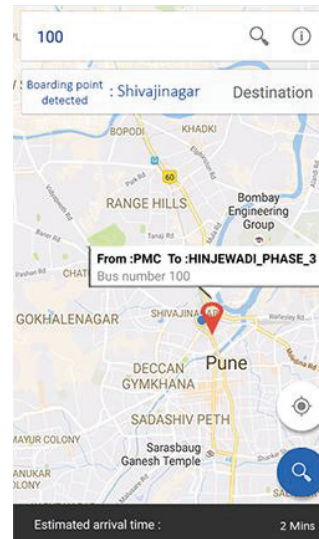 100
Boarding point
detected : Shivajinagar
Destination
BOPODI
KHADKI
60
RANGE HILLS
Bombay
Engineering
Group
From :PMC To :HINJEWADI_PHASE_3
Bus number 100
GOKHALENAGAR
SHIVAJINA
Pune
DECCAN
GYMKHANA
SADASHIV PETH
MAYUR COLONY
Sarasbaug
Ganesh Temple
Estimated arrival time : 2 Mins